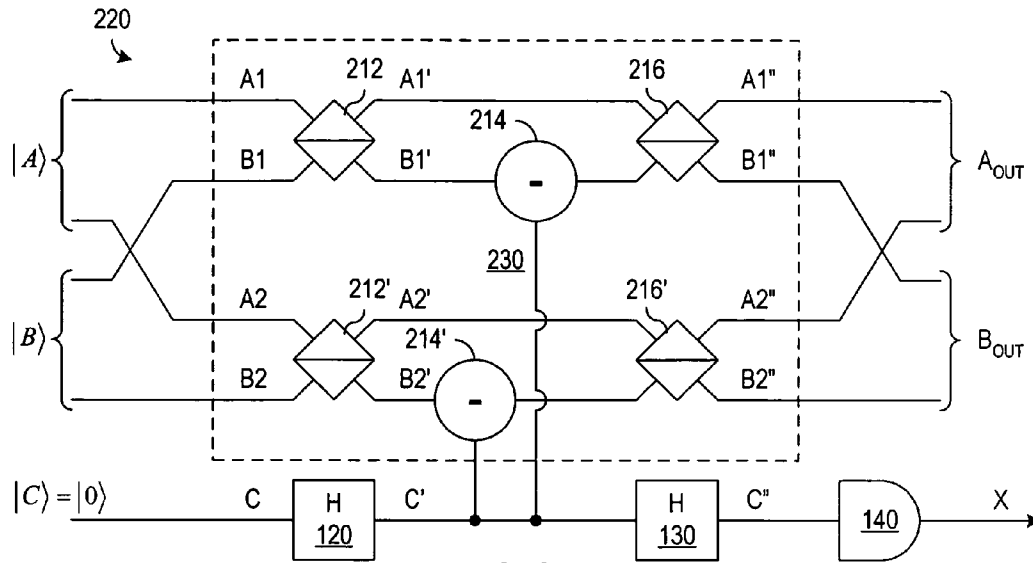 220
A1 212 A1' 216 A1"
214
|A⟩ B1 B1' - B1" A_OUT
230
212' 216'
A2 A2' A2"
|B⟩ 214' B_OUT
B2 B2' - B2"
|C⟩ = |0⟩ C H 120 C' H 130 C" 140 X